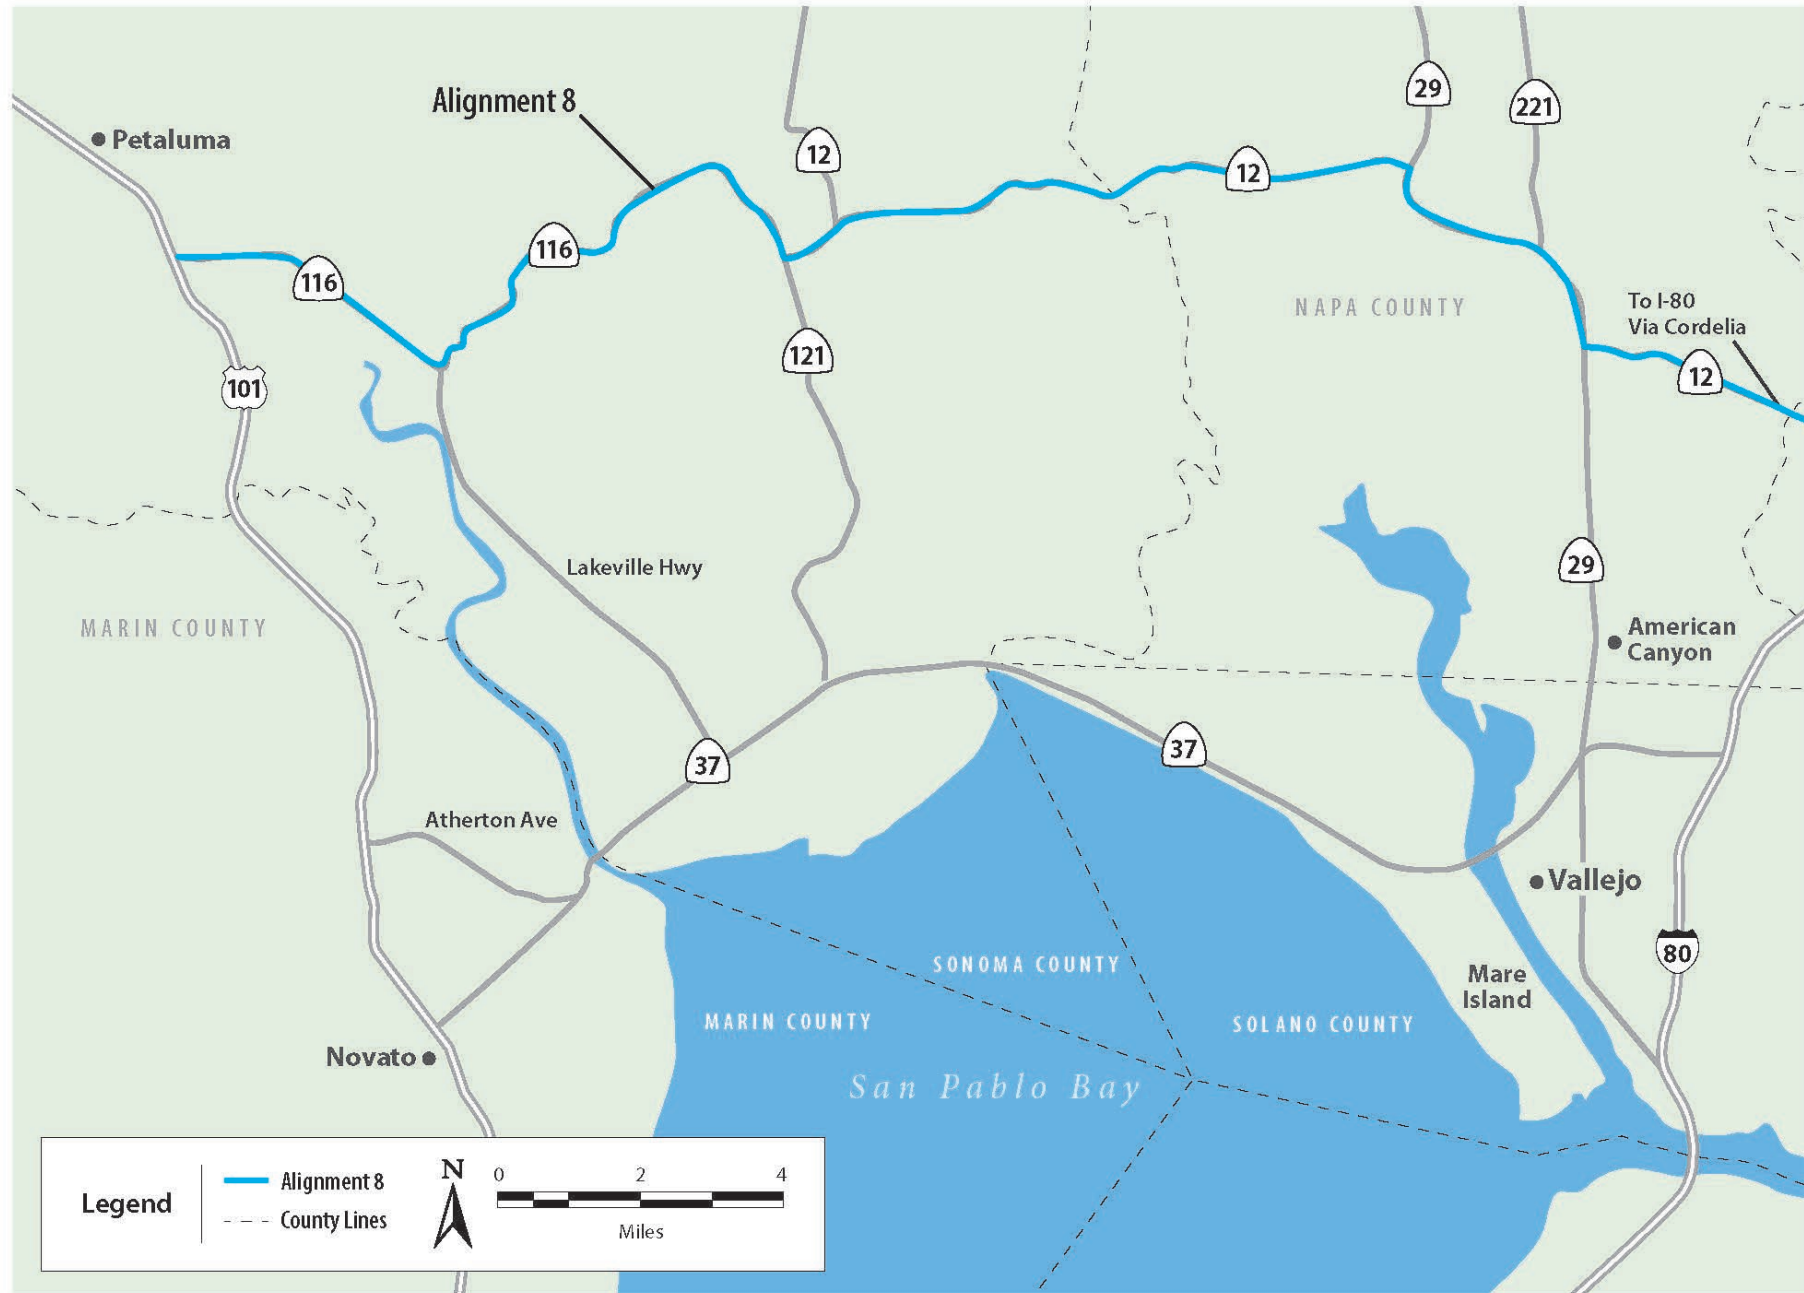 Alignment 8
Petaluma
29
221
12
12
116
116
NAPA COUNTY
To I-80
Via Cordelia
121
12
101
Lakeville Hwy
29
MARIN COUNTY
American
Canyon
37
37
Atherton Ave
Vallejo
80
SONOMA COUNTY
Mare
Island
MARIN COUNTY
SOLANO COUNTY
Novato
San Pablo Bay
Legend
Alignment 8
County Lines
N
0 2 4
Miles